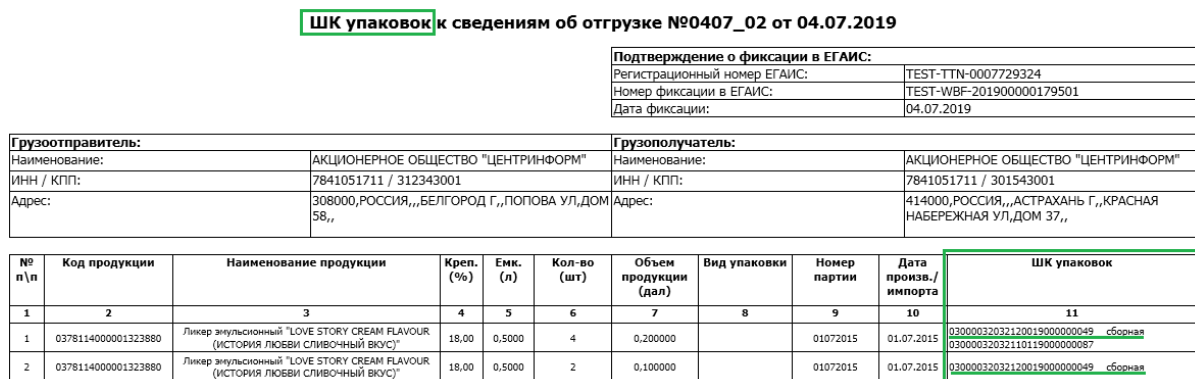 ШК упаковок к сведениям об отгрузке №0407_02 от 04.07.2019
Подтверждение о фиксации в ЕГАИС:
Регистрационный номер ЕГАИС: TEST-TTN-0007729324
Номер фиксации в ЕГАИС: TEST-WBF-201900000179501
Дата фиксации: 04.07.2019
Грузоотправитель: Грузополучатель:
Наименование: АКЦИОНЕРНОЕ ОБЩЕСТВО "ЦЕНТРИНФОРМ" Наименование: АКЦИОНЕРНОЕ ОБЩЕСТВО "ЦЕНТРИНФОРМ"
ИНН / КПП: 7841051711 / 312343001 ИНН / КПП: 7841051711 / 301543001
Адрес: 308000,РОССИЯ,,,БЕЛГОРОД Г,,ПОПОВА УЛ,ДОМ Адрес: 414000,РОССИЯ,,,АСТРАХАНЬ Г,,КРАСНАЯ
58,, НАБЕРЕЖНАЯ УЛ,ДОМ 37,,
№ Код продукции Наименование продукции Креп. Емк. Кол-во Объем Вид упаковки Номер Дата ШК упаковок
п\п (%) (л) (шт) продукции партии произв./
(дал) импорта
1 2 3 4 5 6 7 8 9 10 11
1 0378114000001323880 Ликер эмульсионный "LOVE STORY CREAM FLAVOUR 18,00 0,5000 4 0,200000 01072015 01.07.2015 03000032032120019000000049 сборная
(ИСТОРИЯ ЛЮБВИ СЛИВОЧНЫЙ ВКУС)" 03000032032110119000000087
2 0378114000001323880 Ликер эмульсионный "LOVE STORY CREAM FLAVOUR 18,00 0,5000 2 0,100000 01072015 01.07.2015 03000032032120019000000049 сборная
(ИСТОРИЯ ЛЮБВИ СЛИВОЧНЫЙ ВКУС)"